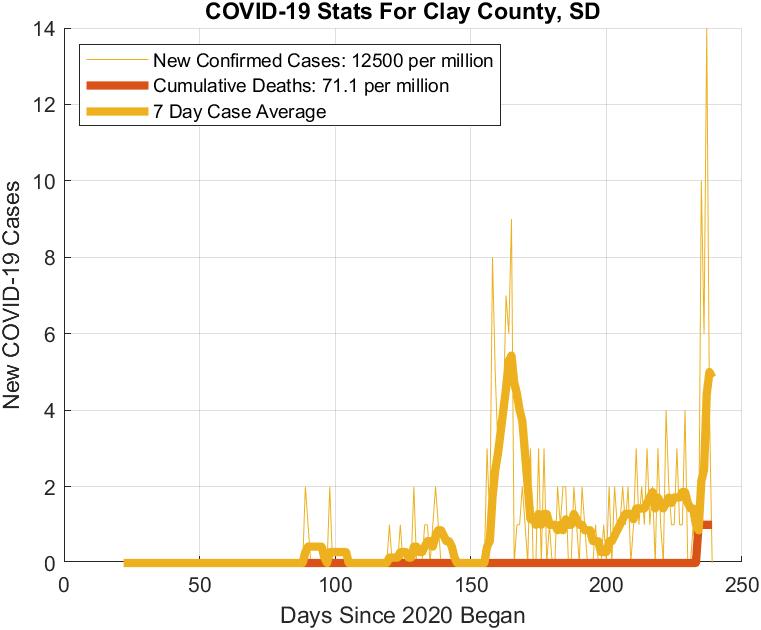 COVID-19 Stats For Clay County, SD
New Confirmed Cases: 12500 per million
Cumulative Deaths: 71.1 per million
7 Day Case Average
New COVID-19 Cases
14
12
10
8
6
4
2
0
0 50 100 150 200 250
Days Since 2020 Began